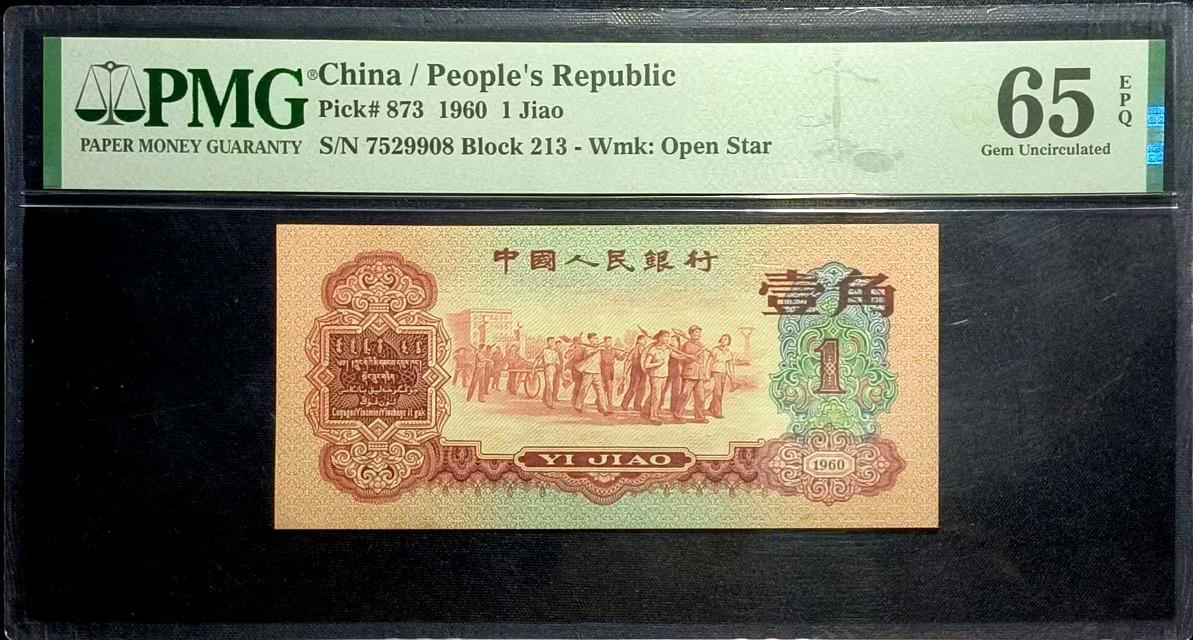 PMG®
PAPER MONEY GUARANTY
China / People's Republic
Pick# 873 1960 1 Jiao
S/N 7529908 Block 213 - Wmk: Open Star
65
EPQ
Gem Uncirculated
中國人民銀行
壹角
1
YI JIAO
1960